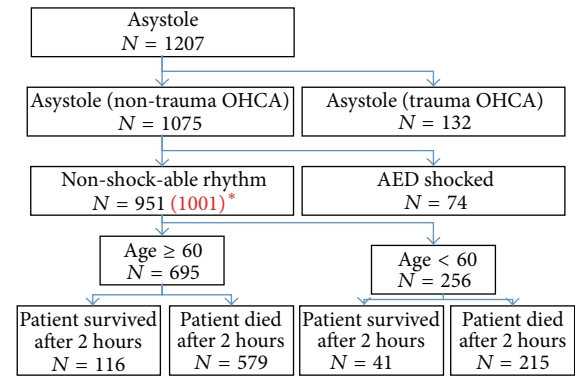 Asystole
N = 1207
Asystole (non-trauma OHCA)
N = 1075
Asystole (trauma OHCA)
N = 132
Non-shock-able rhythm
N = 951 (1001)*
AED shocked
N = 74
Age ≥ 60
N = 695
Age < 60
N = 256
Patient survived
after 2 hours
N = 116
Patient died
after 2 hours
N = 579
Patient survived
after 2 hours
N = 41
Patient died
after 2 hours
N = 215